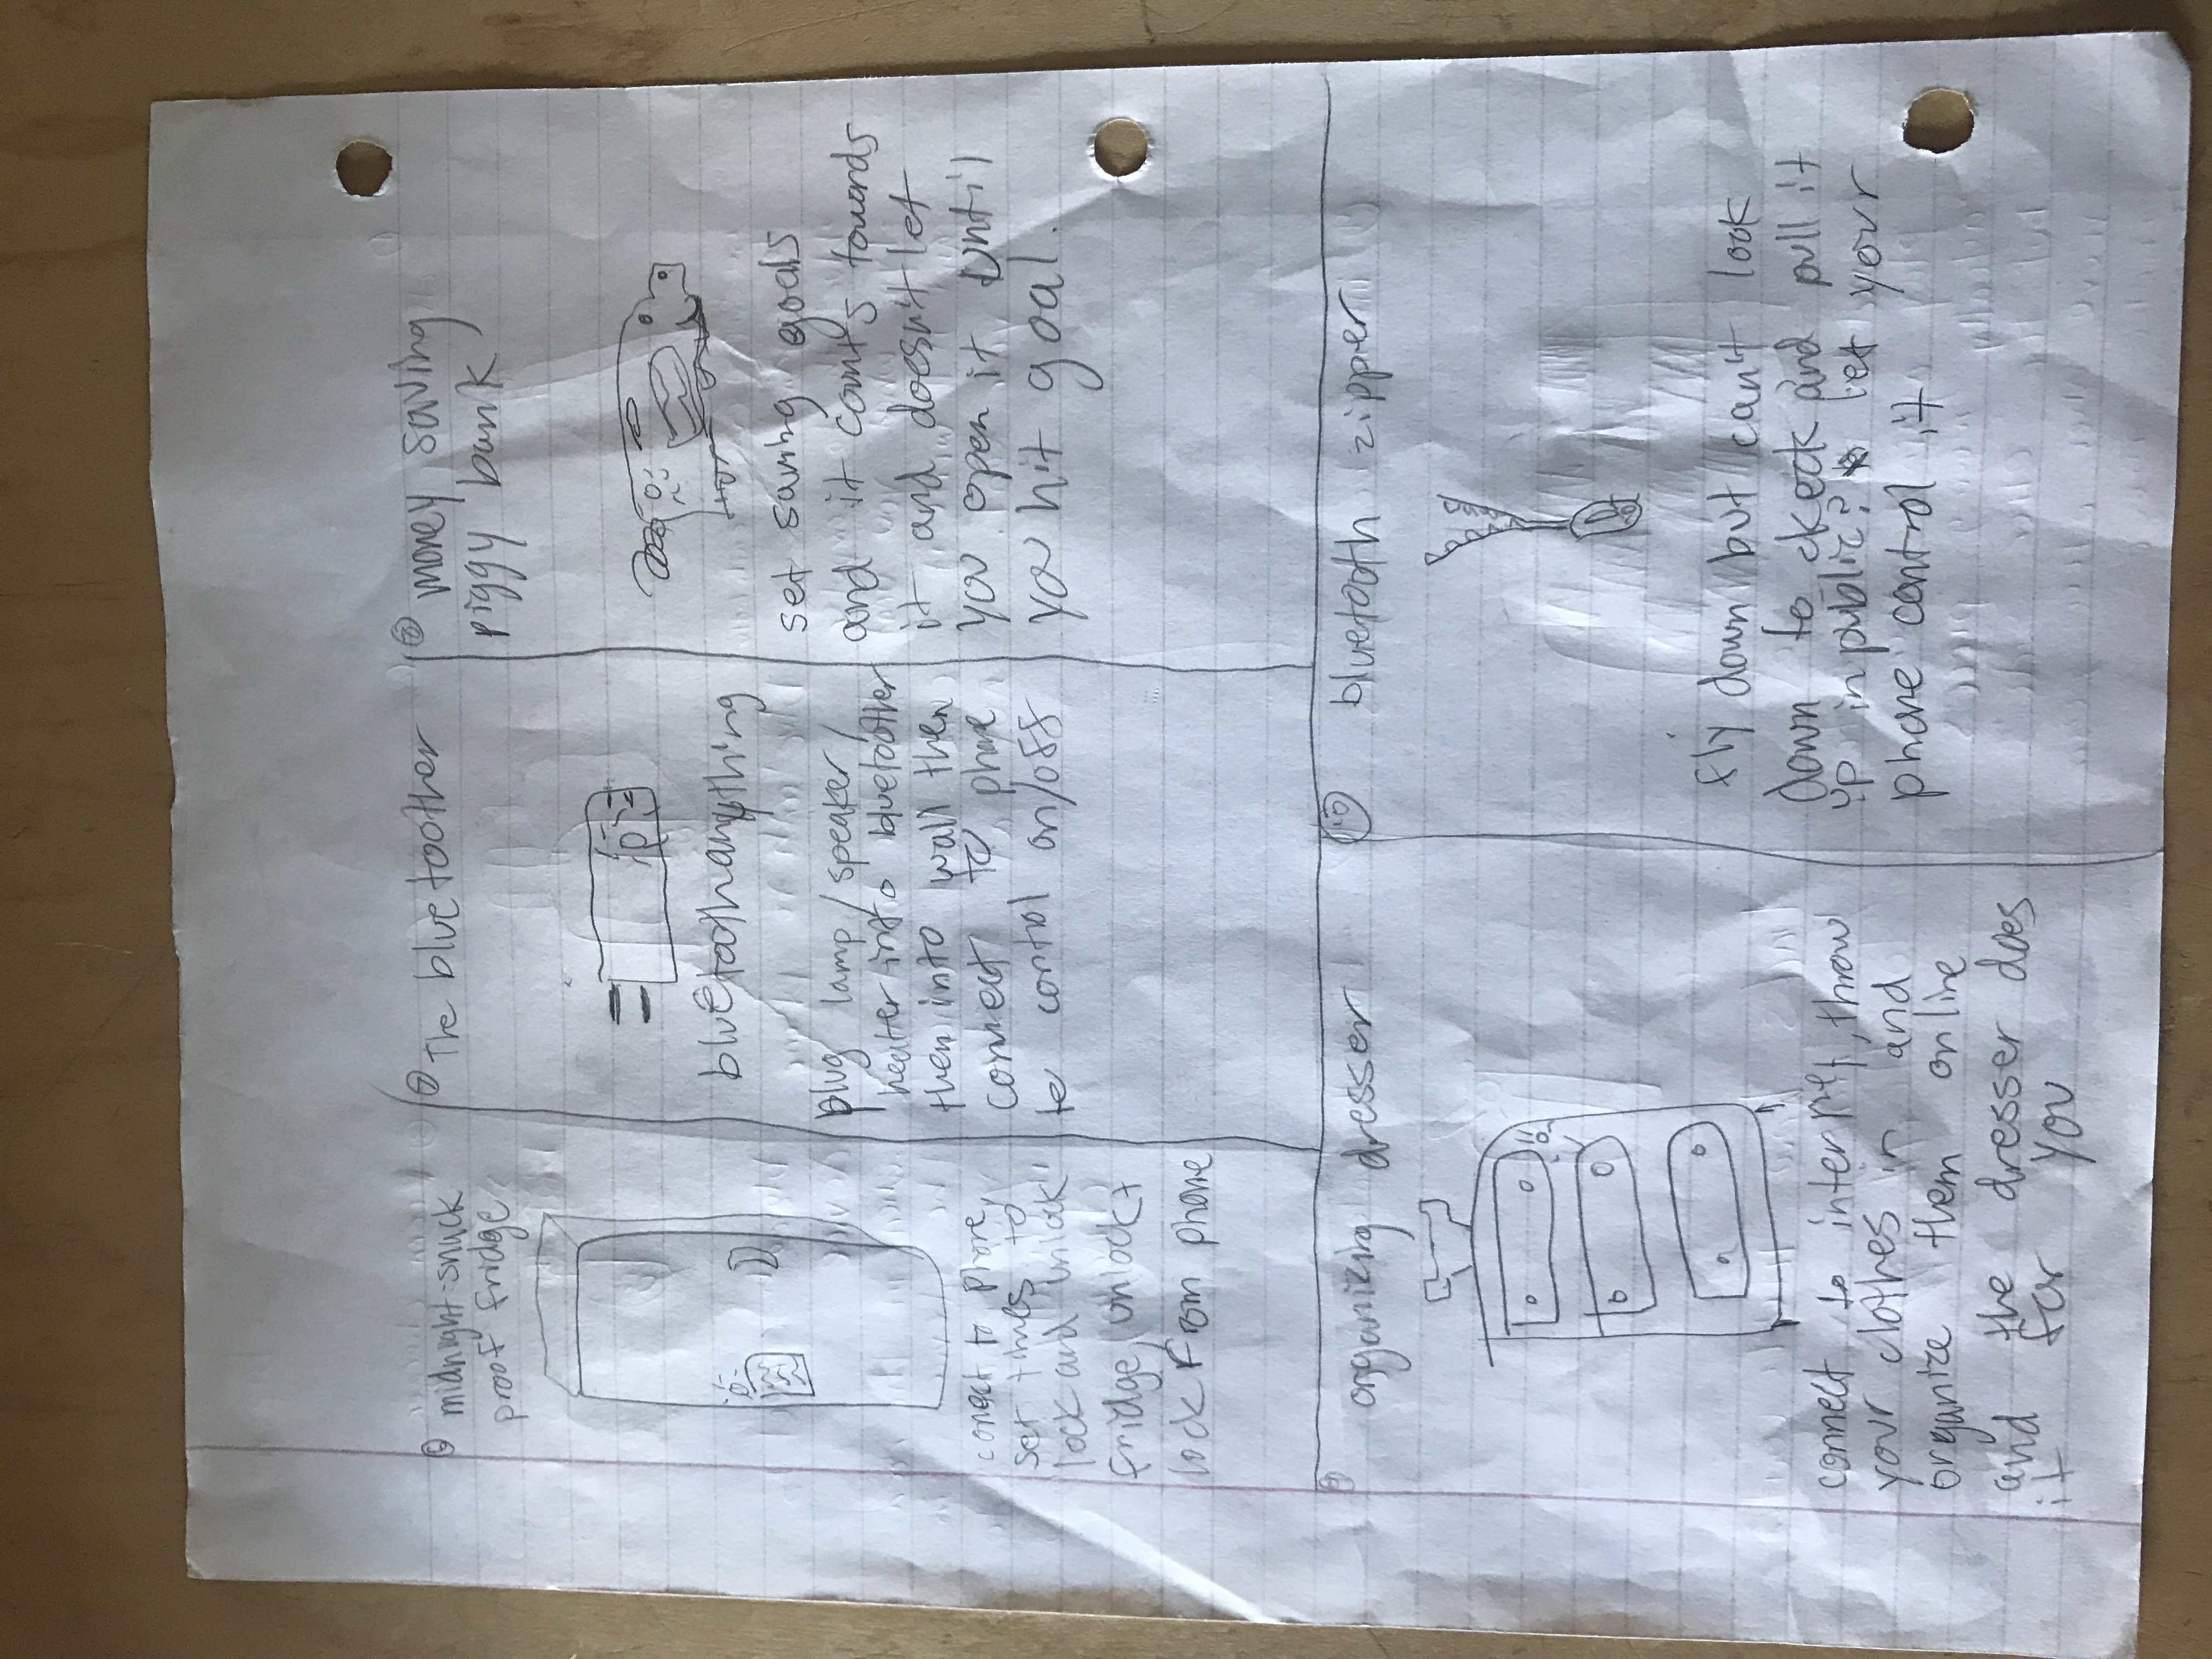 ⑥ midnight snack
proof fridge
conect to phone,
set times to
lock and unlock
fridge, unlock +
lock from phone
⑦ The bluetoother
bluetooth anything
plug lamp / speaker /
heater into bluetoother
then into wall then
connect to phone
to control on/off
⑧ money saving
piggy bank
set saving goals
and it counts towards
it and doesn't let
you open it until
you hit goal.
⑨ organizing dresser
connect to internet, throw
your clothes in and
organize them online
and the dresser does
it for you
⑩ bluetooth zipper
fly down but can't look
down to check and pull it
up in public? let your
phone control it